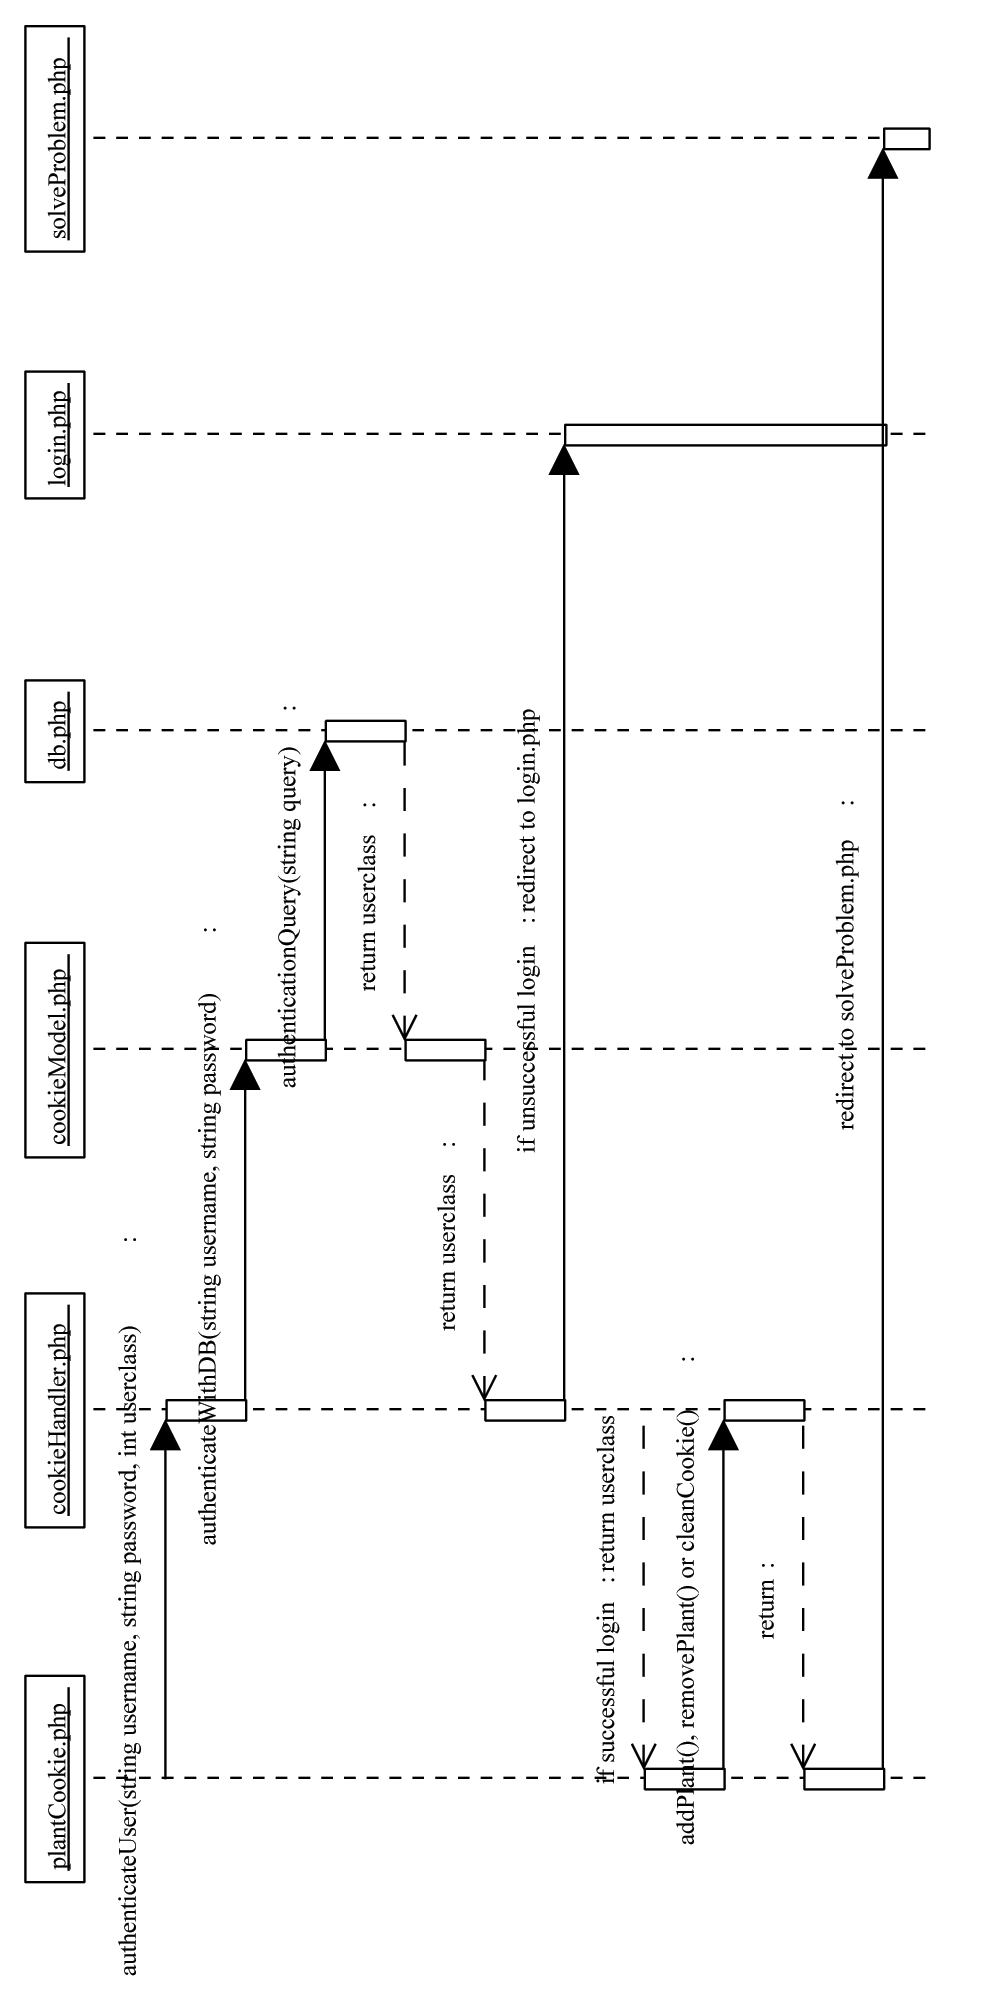 plantCookie.php
cookieHandler.php
cookieModel.php
db.php
login.php
solveProblem.php
authenticateUser(string username, string password, int userclass) :
authenticateWithDB(string username, string password) :
authenticationQuery(string query) :
return userclass :
return userclass :
if unsuccessful login : redirect to login.php
if successful login : return userclass
addPlant(), removePlant() or cleanCookie() :
return :
redirect to solveProblem.php :